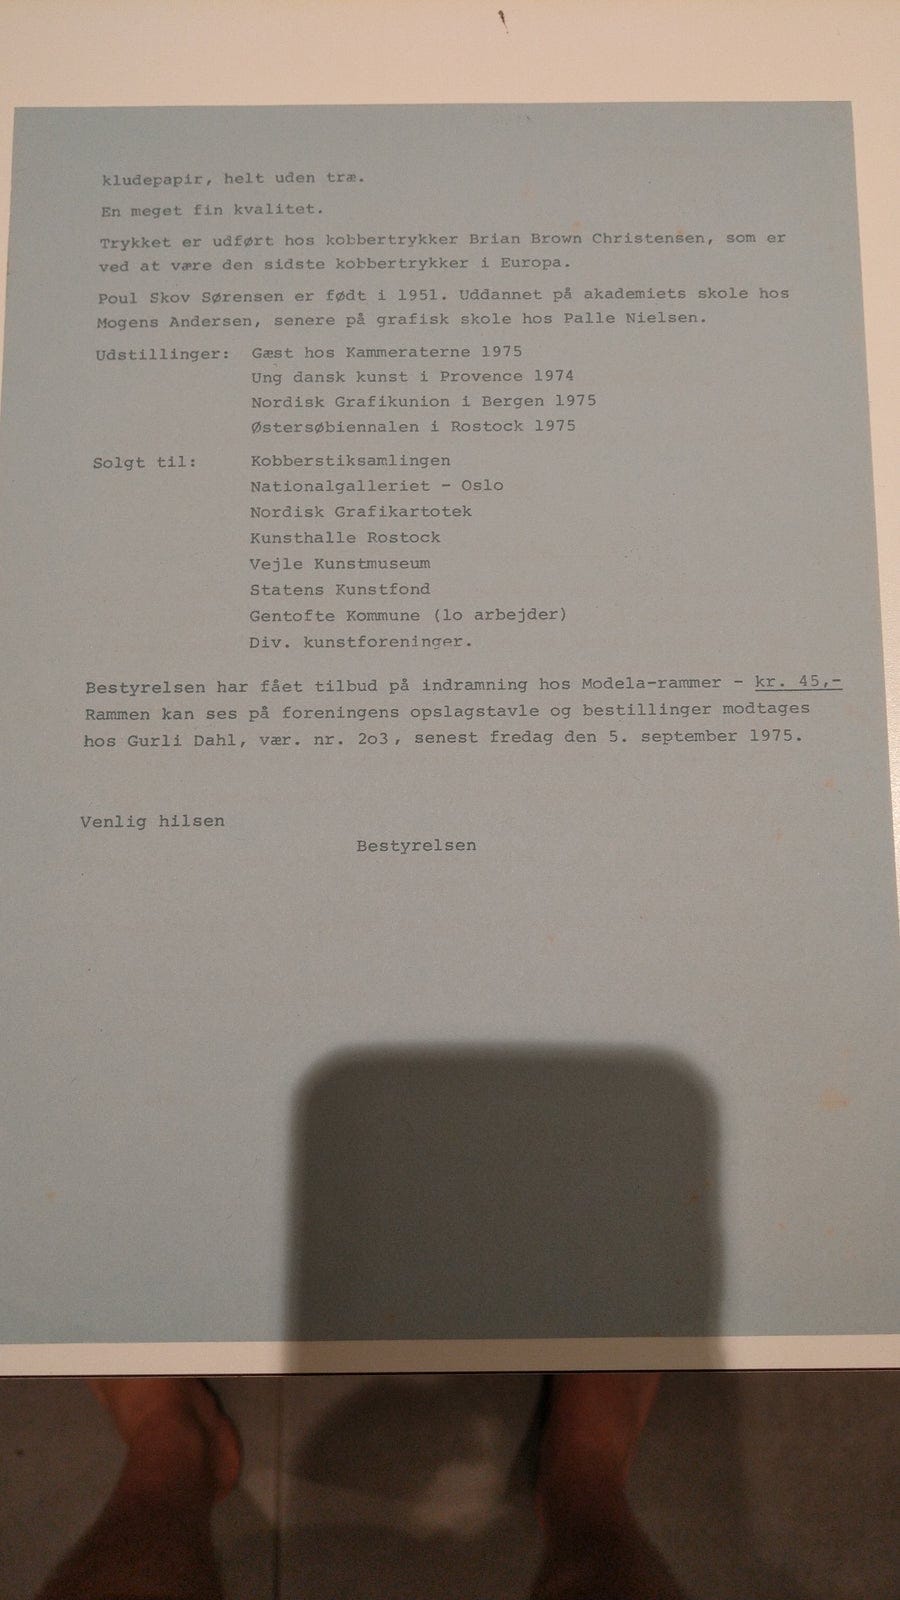 kludepapir, helt uden træ.
En meget fin kvalitet.
Trykket er udført hos kobbertrykker Brian Brown Christensen, som er
ved at være den sidste kobbertrykker i Europa.
Poul Skov Sørensen er født i 1951. Uddannet på akademiets skole hos
Mogens Andersen, senere på grafisk skole hos Palle Nielsen.
Udstillinger: Gæst hos Kammeraterne 1975
Ung dansk kunst i Provence 1974
Nordisk Grafikunion i Bergen 1975
Østersøbiennalen i Rostock 1975
Solgt til: Kobberstiksamlingen
Nationalgalleriet - Oslo
Nordisk Grafikartotek
Kunsthalle Rostock
Vejle Kunstmuseum
Statens Kunstfond
Gentofte Kommune (lo arbejder)
Div. kunstforeninger.
Bestyrelsen har fået tilbud på indramning hos Modela-rammer - kr. 45,-
Rammen kan ses på foreningens opslagstavle og bestillinger modtages
hos Gurli Dahl, vær. nr. 2o3, senest fredag den 5. september 1975.
Venlig hilsen
Bestyrelsen